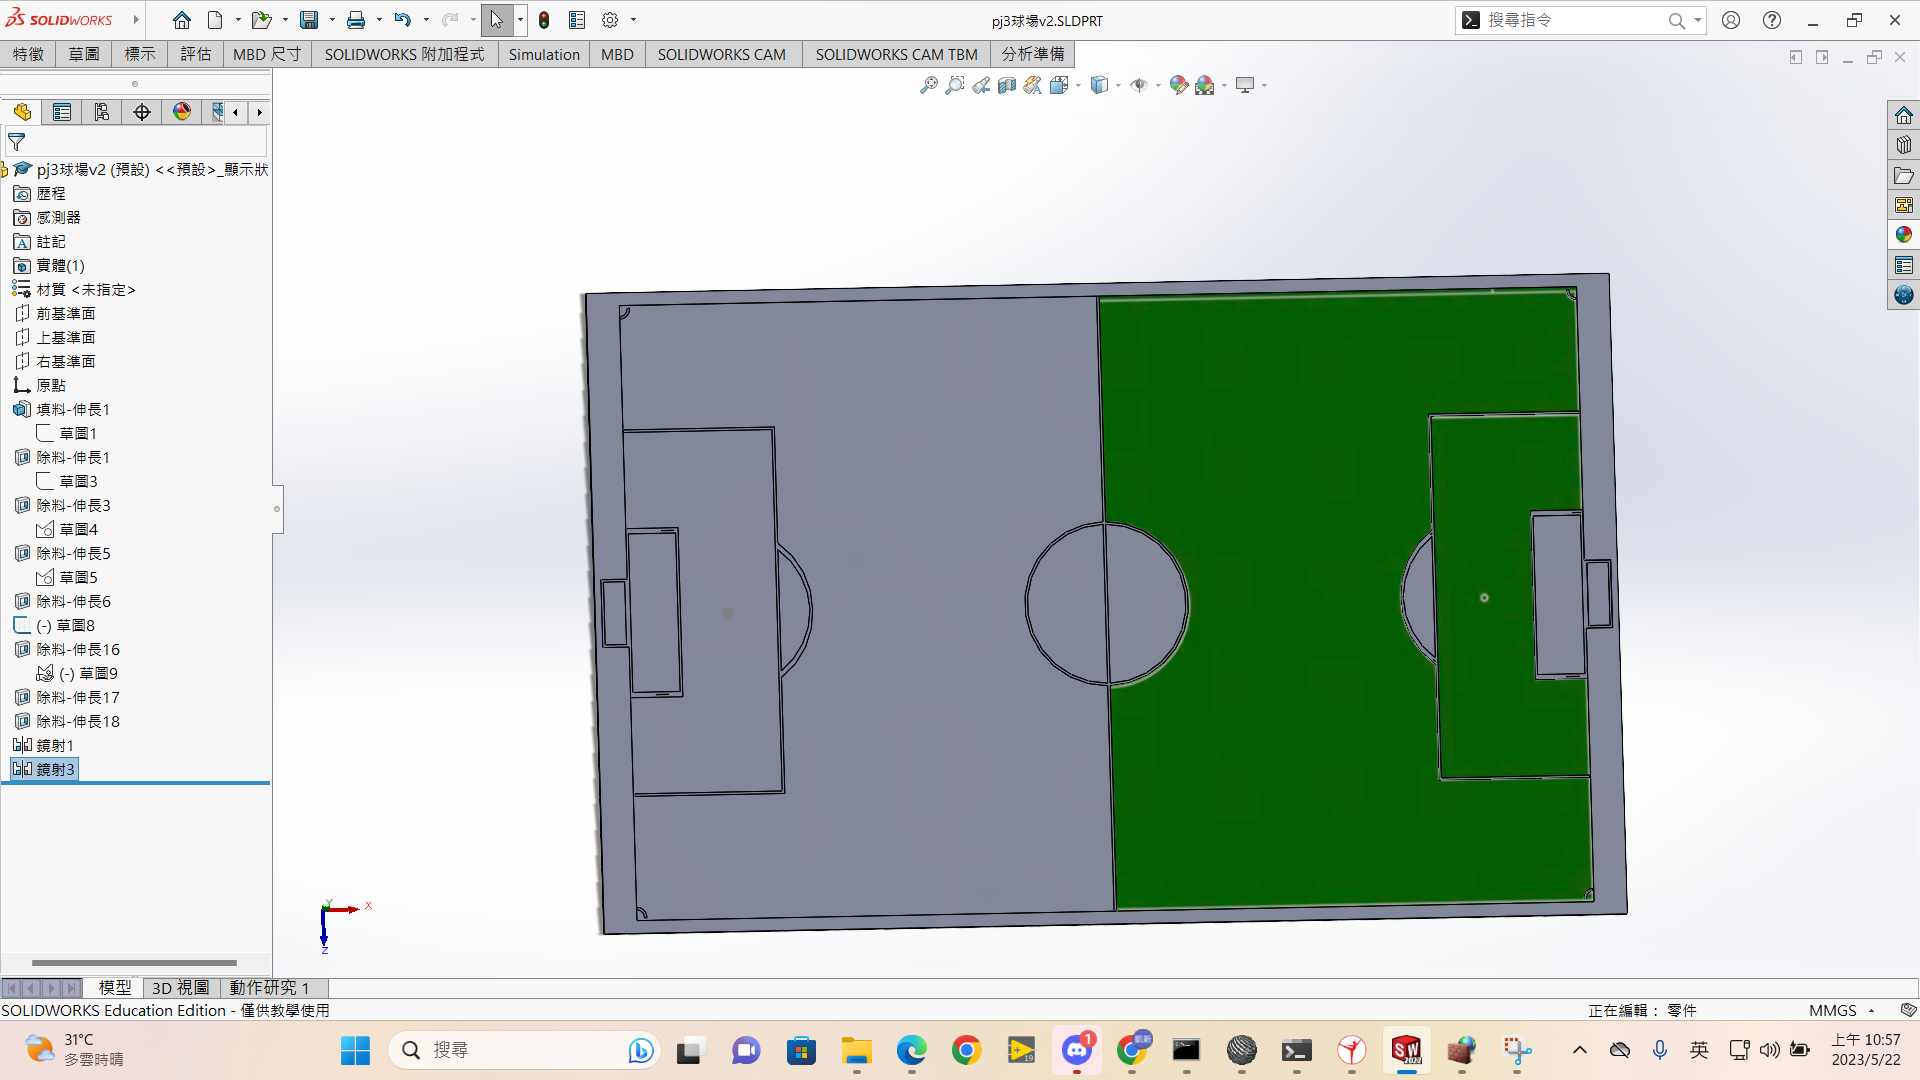 SOLIDWORKS
pj3球場v2.SLDPRT
搜尋指令
特徵 草圖 標示 評估 MBD 尺寸 SOLIDWORKS 附加程式 Simulation MBD SOLIDWORKS CAM SOLIDWORKS CAM TBM 分析準備
pj3球場v2 (預設) <<預設>_顯示狀
歷程
感測器
註記
實體(1)
材質 <未指定>
前基準面
上基準面
右基準面
原點
填料-伸長1
草圖1
除料-伸長1
草圖3
除料-伸長3
草圖4
除料-伸長5
草圖5
除料-伸長6
(-) 草圖8
除料-伸長16
(-) 草圖9
除料-伸長17
除料-伸長18
鏡射1
鏡射3
Y
X
Z
模型 3D 視圖 動作研究 1
SOLIDWORKS Education Edition - 僅供教學使用
正在編輯： 零件
MMGS
31°C
多雲時晴
搜尋
19
1
凱新
SW
2022
英
上午 10:57
2023/5/22